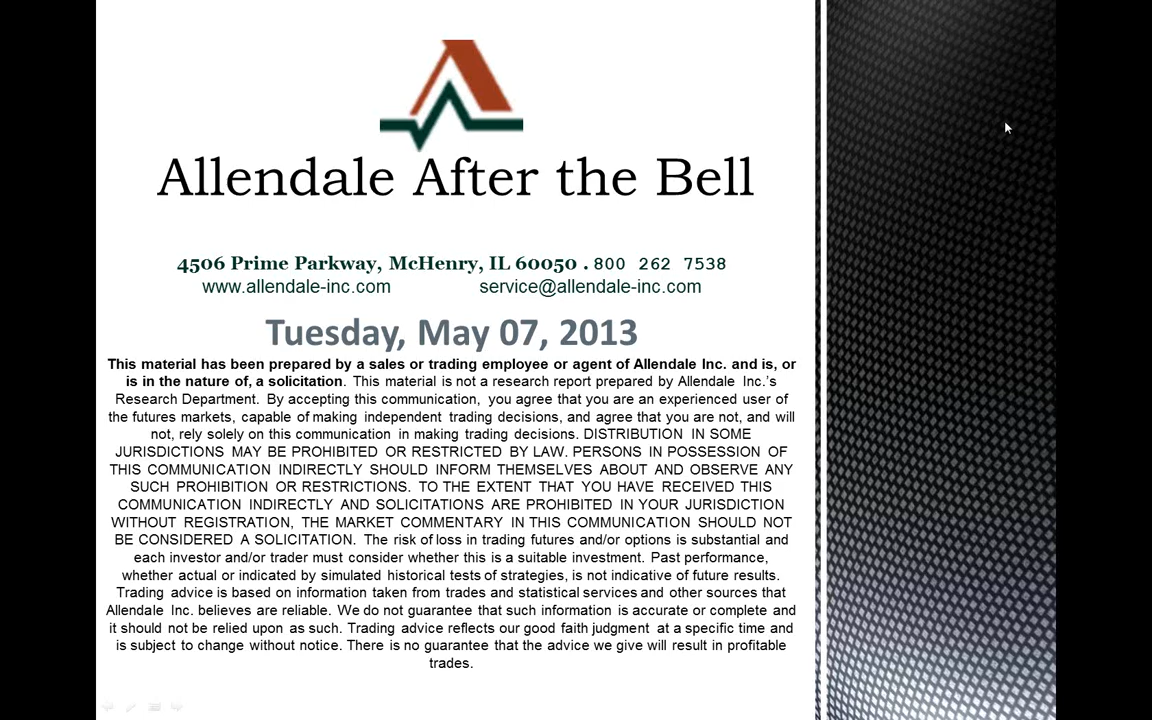 Allendale After the Bell
4506 Prime Parkway, McHenry, IL 60050 . 800 262 7538
www.allendale-inc.com service@allendale-inc.com
Tuesday, May 07, 2013
This material has been prepared by a sales or trading employee or agent of Allendale Inc. and is, or
is in the nature of, a solicitation. This material is not a research report prepared by Allendale Inc.'s
Research Department. By accepting this communication, you agree that you are an experienced user of
the futures markets, capable of making independent trading decisions, and agree that you are not, and will
not, rely solely on this communication in making trading decisions. DISTRIBUTION IN SOME
JURISDICTIONS MAY BE PROHIBITED OR RESTRICTED BY LAW. PERSONS IN POSSESSION OF
THIS COMMUNICATION INDIRECTLY SHOULD INFORM THEMSELVES ABOUT AND OBSERVE ANY
SUCH PROHIBITION OR RESTRICTIONS. TO THE EXTENT THAT YOU HAVE RECEIVED THIS
COMMUNICATION INDIRECTLY AND SOLICITATIONS ARE PROHIBITED IN YOUR JURISDICTION
WITHOUT REGISTRATION, THE MARKET COMMENTARY IN THIS COMMUNICATION SHOULD NOT
BE CONSIDERED A SOLICITATION. The risk of loss in trading futures and/or options is substantial and
each investor and/or trader must consider whether this is a suitable investment. Past performance,
whether actual or indicated by simulated historical tests of strategies, is not indicative of future results.
Trading advice is based on information taken from trades and statistical services and other sources that
Allendale Inc. believes are reliable. We do not guarantee that such information is accurate or complete and
it should not be relied upon as such. Trading advice reflects our good faith judgment at a specific time and
is subject to change without notice. There is no guarantee that the advice we give will result in profitable
trades.